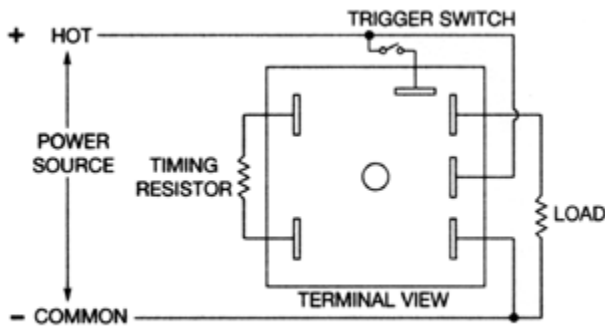 TRIGGER SWITCH
+ HOT
POWER
SOURCE
TIMING
RESISTOR
LOAD
TERMINAL VIEW
- COMMON